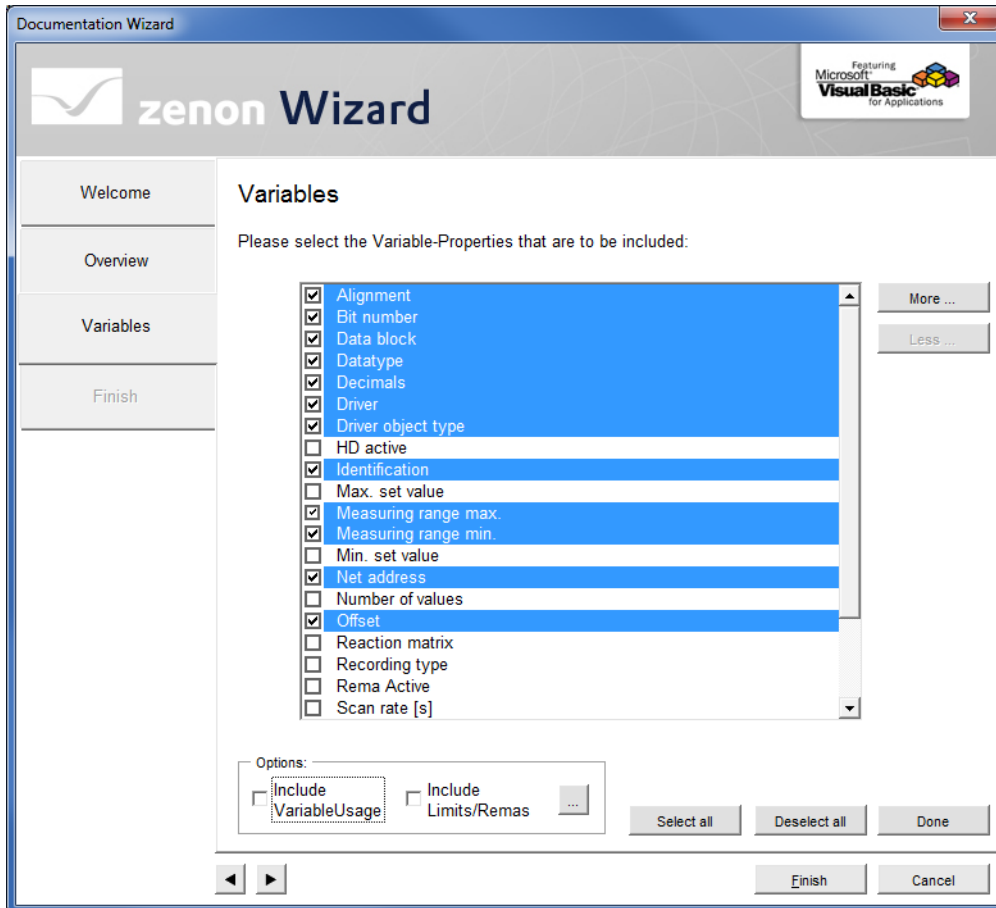 Documentation Wizard
zenon Wizard
Featuring
Microsoft®
Visual Basic
for Applications
Welcome
Overview
Variables
Finish
Variables
Please select the Variable-Properties that are to be included:
Alignment
Bit number
Data block
Datatype
Decimals
Driver
Driver object type
HD active
Identification
Max. set value
Measuring range max.
Measuring range min.
Min. set value
Net address
Number of values
Offset
Reaction matrix
Recording type
Rema Active
Scan rate [s]
More ...
Less ...
Options:
Include
VariableUsage
Include
Limits/Remas
...
Select all
Deselect all
Done
Finish
Cancel